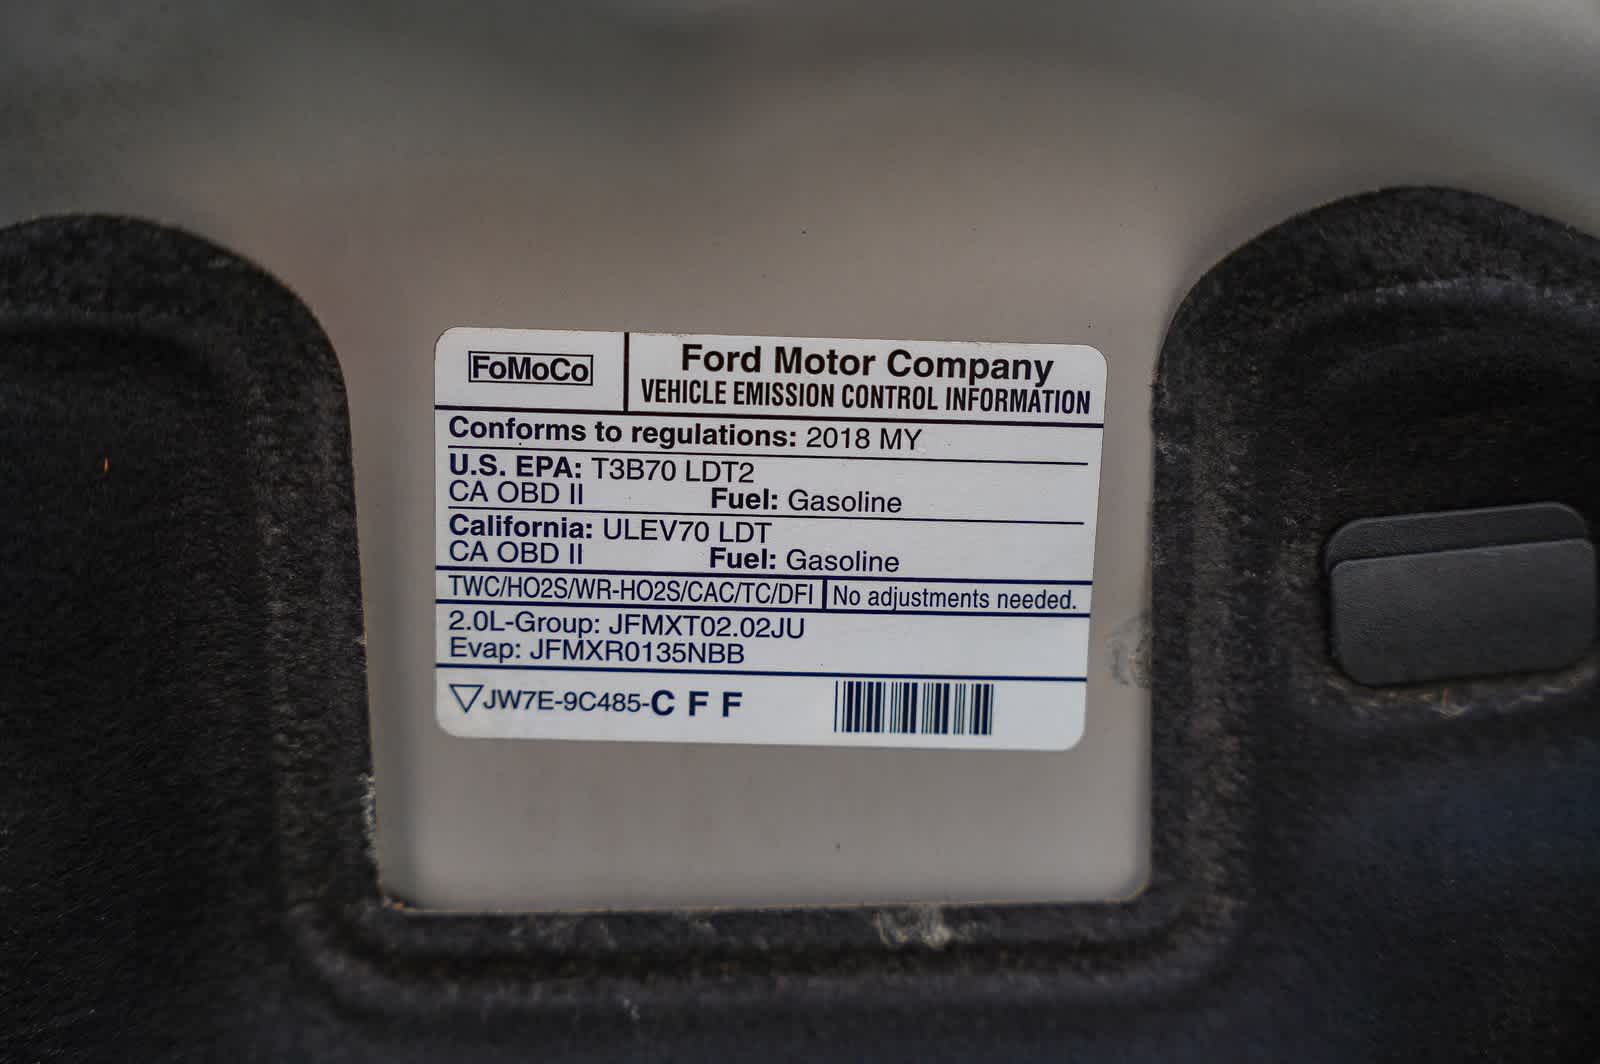 FoMoCo
Ford Motor Company
VEHICLE EMISSION CONTROL INFORMATION
Conforms to regulations: 2018 MY
U.S. EPA: T3B70 LDT2
CA OBD II Fuel: Gasoline
California: ULEV70 LDT
CA OBD II Fuel: Gasoline
TWC/HO2S/WR-HO2S/CAC/TC/DFI No adjustments needed.
2.0L-Group: JFMXT02.02JU
Evap: JFMXR0135NBB
JW7E-9C485-C F F